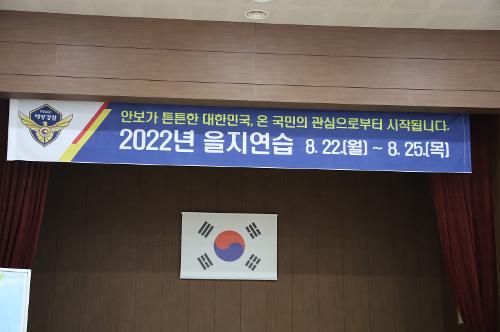 안보가 튼튼한 대한민국, 온 국민의 관심으로부터 시작됩니다.
2022년 을지연습 8. 22.(월) ~ 8. 25.(목)